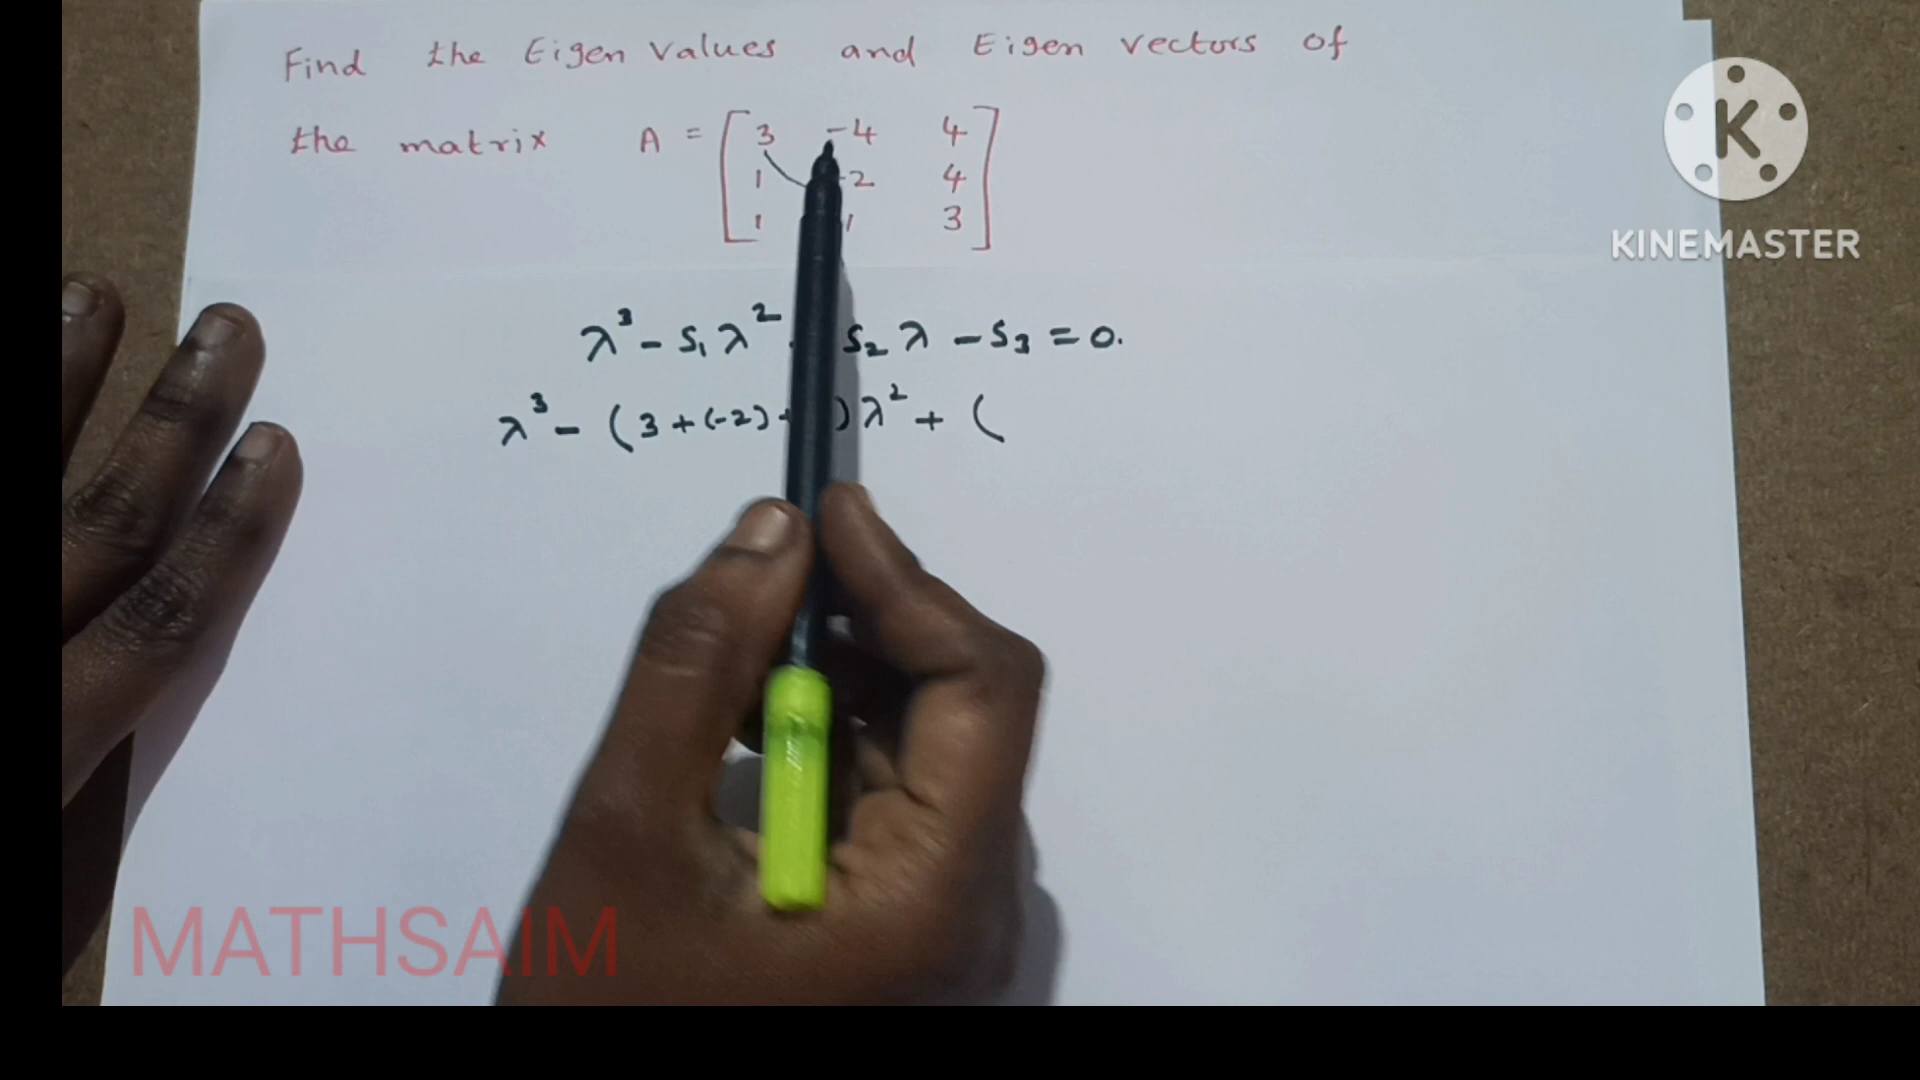 Find the Eigen values and Eigen vectors of
the matrix A = [ 3 -4 4
1 -2 4
1 1 3 ]
λ³ - S₁λ² S₂λ - S₃ = 0.
λ³ - (3+(-2)+ )λ² + (
K
KINEMASTER
MATHSAIM